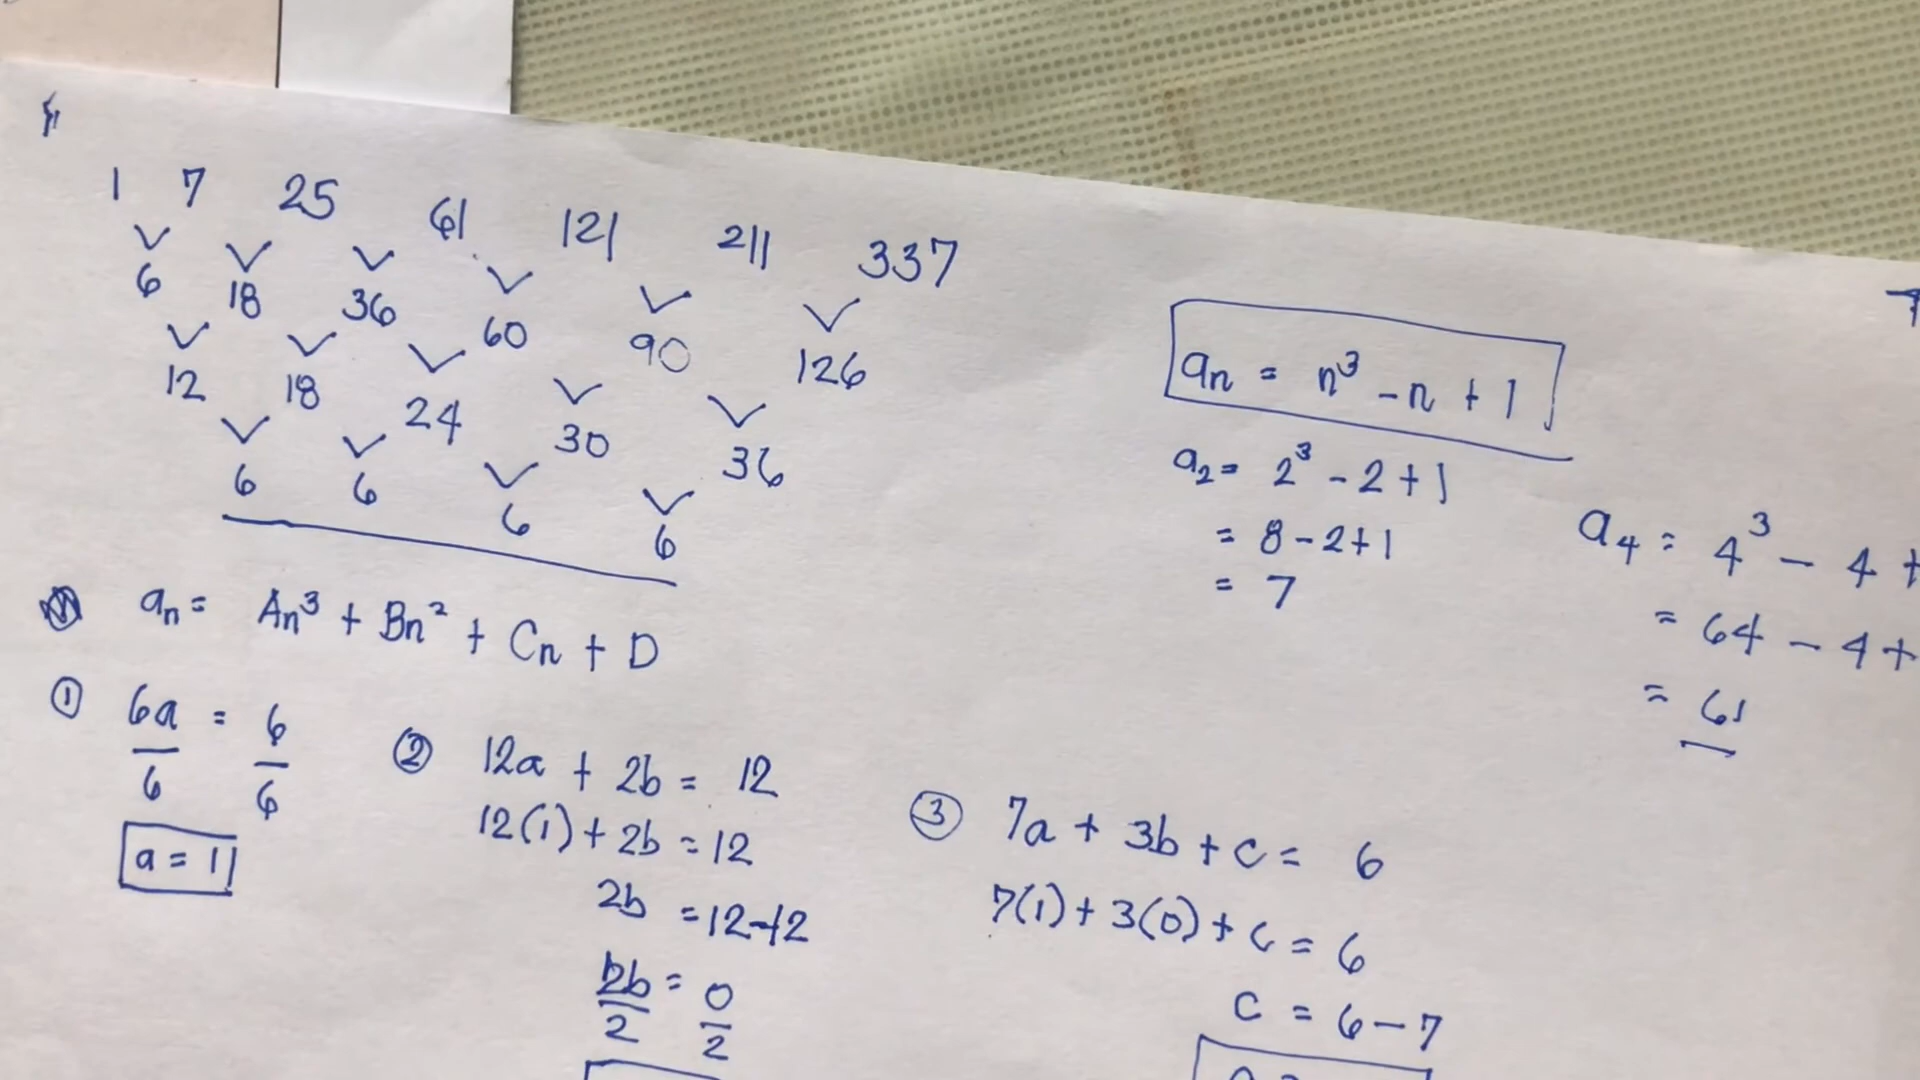 1 7 25 61 121 211 337
6 18 36 60 90 126
12 18 24 30 36
6 6 6 6
aₙ = An³ + Bn² + Cn + D
① 6a/6 = 6/6
a = 1
② 12a + 2b = 12
12(1) + 2b = 12
2b = 12-12
2b/2 = 0/2
③ 7a + 3b + c = 6
7(1) + 3(0) + c = 6
c = 6-7
aₙ = n³ - n + 1
a₂ = 2³ - 2 + 1
= 8 - 2 + 1
= 7
a₄ = 4³ - 4 +
= 64 - 4 +
= 61